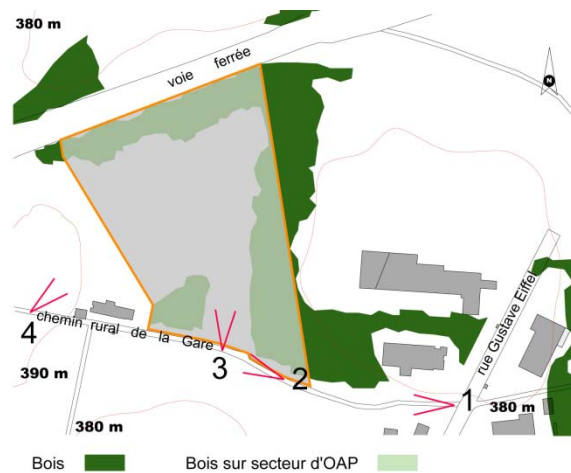 380 m
voie ferrée
N
rue Gustave Eiffel
4
chemin rural de la Gare
3
2
1
390 m
380 m
380 m
Bois
Bois sur secteur d'OAP